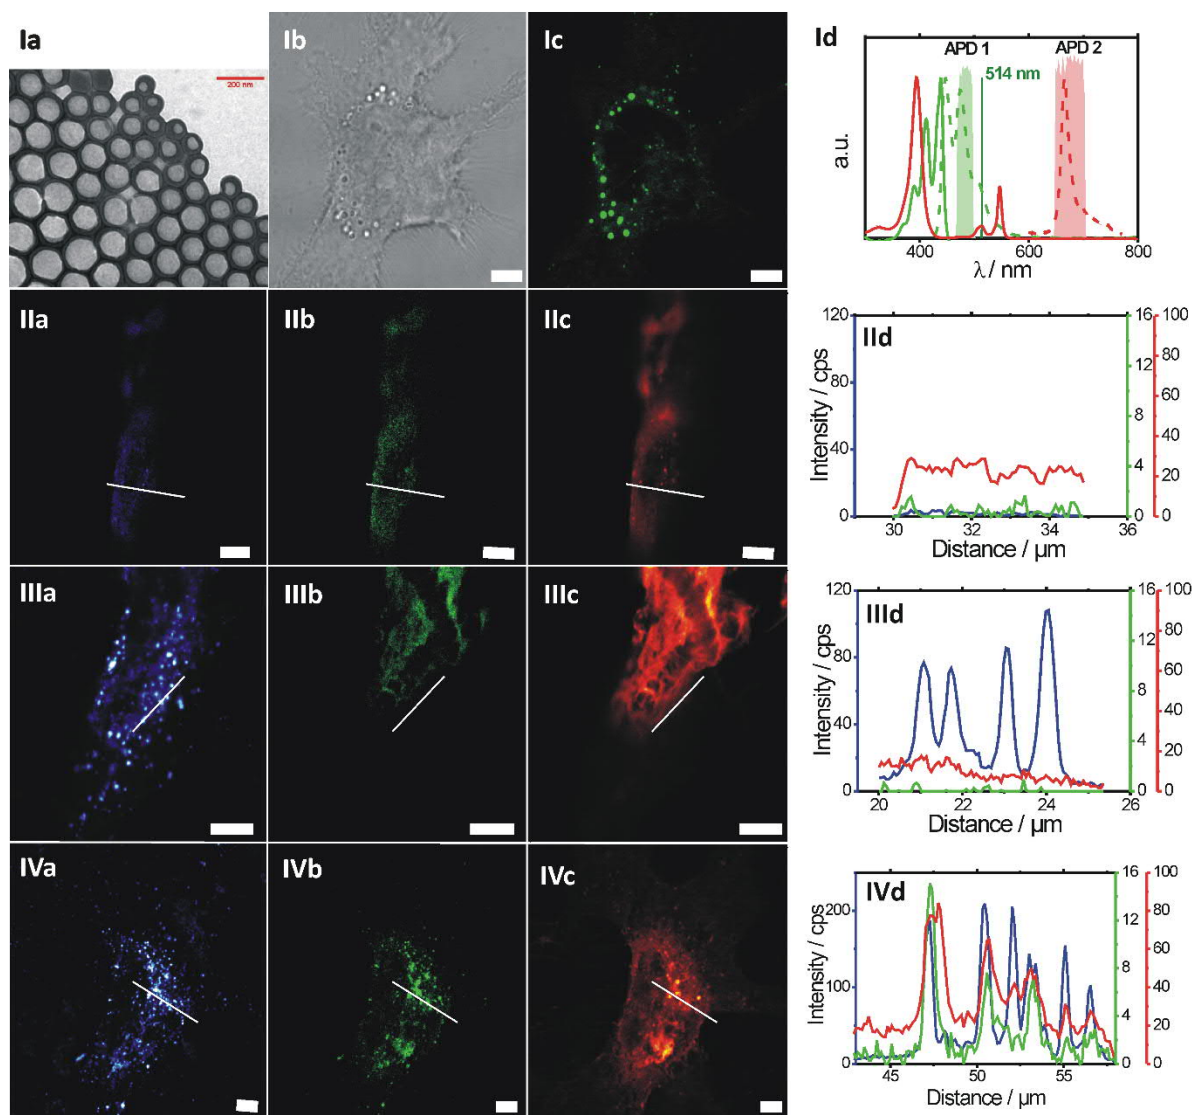 Ia
200 nm
Ib
Ic
Id
APD 1
APD 2
514 nm
a.u.
400
600
800
λ/ nm
IIa
IIb
IIc
IId
120
80
40
0
Intensity / cps
16
12
8
4
0
100
80
60
40
20
0
30
32
34
36
Distance / µm
IIIa
IIIb
IIIc
IIId
120
80
40
0
Intensity / cps
16
12
8
4
0
100
80
60
40
20
0
20
22
24
26
Distance / µm
IVa
IVb
IVc
IVd
200
100
0
Intensity / cps
16
12
8
4
0
100
80
60
40
20
0
45
50
55
Distance / µm